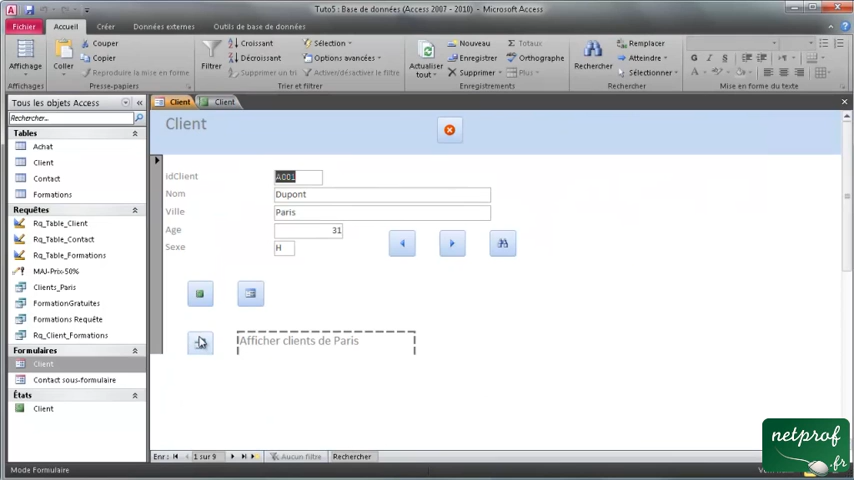 Tuto5 : Base de données (Access 2007 - 2010) - Microsoft Access
Fichier Accueil Créer Données externes Outils de base de données
Affichage
Affichages
Coller
Couper
Copier
Reproduire la mise en forme
Presse-papiers
Filtrer
Croissant
Décroissant
Supprimer un tri
Sélection
Options avancées
Activer/désactiver le filtre
Trier et filtrer
Actualiser
tout
Nouveau
Enregistrer
Supprimer
Totaux
Orthographe
Plus
Enregistrements
Rechercher
Remplacer
Atteindre
Sélectionner
Rechercher
G I S
A
Mise en forme du texte
Tous les objets Access
Rechercher...
Tables
Achat
Client
Contact
Formations
Requêtes
Rq_Table_Client
Rq_Table_Contact
Rq_Table_Formations
MAJ-Prix-50%
Clients_Paris
FormationGratuites
Formations Requête
Rq_Client_Formations
Formulaires
Client
Contact sous-formulaire
États
Client
Client Client
Client
idClient A001
Nom Dupont
Ville Paris
Age 31
Sexe H
Afficher clients de Paris
Enr : 1 sur 9 Aucun filtre Rechercher
Mode Formulaire
netprof
.fr